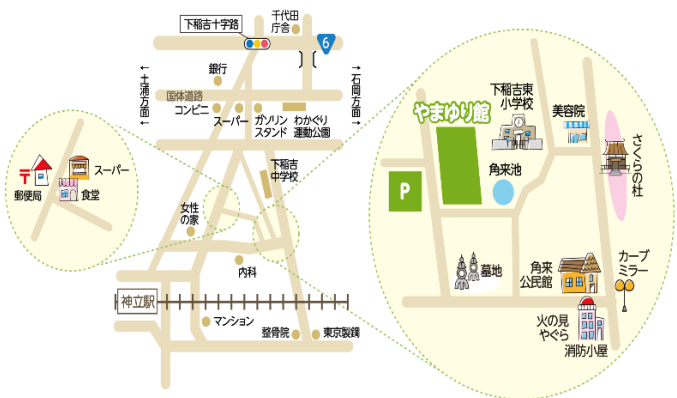 千代田
庁舎
下稲吉十字路
6
↑
土浦方面
↓
銀行
国体道路
コンビニ
スーパー
ガソリン
スタンド
わかぐり
運動公園
↑
石岡方面
↓
下稲吉
中学校
女性
の家
内科
神立駅
マンション
整骨院
東京製鋼
〒
郵便局
スーパー
食堂
やまゆり館
下稲吉東
小学校
美容院
さくらの杜
P
角来池
墓地
角来
公民館
カーブ
ミラー
火の見
やぐら
消防小屋